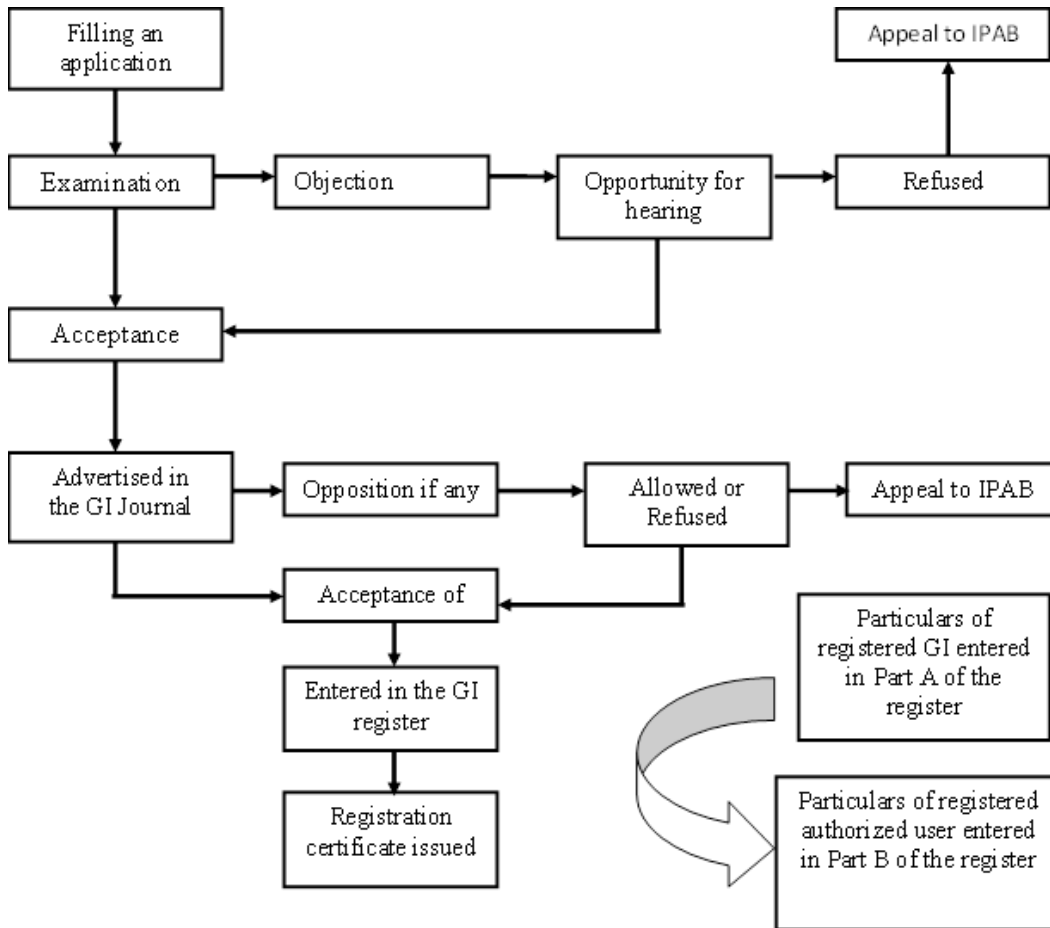 Filling an
application
Appeal to IPAB
Examination
Objection
Opportunity for
hearing
Refused
Acceptance
Advertised in
the GI Journal
Opposition if any
Allowed or
Refused
Appeal to IPAB
Acceptance of
Particulars of
registered GI entered
in Part A of the
register
Entered in the GI
register
Registration
certificate issued
Particulars of registered
authorized user entered
in Part B of the register